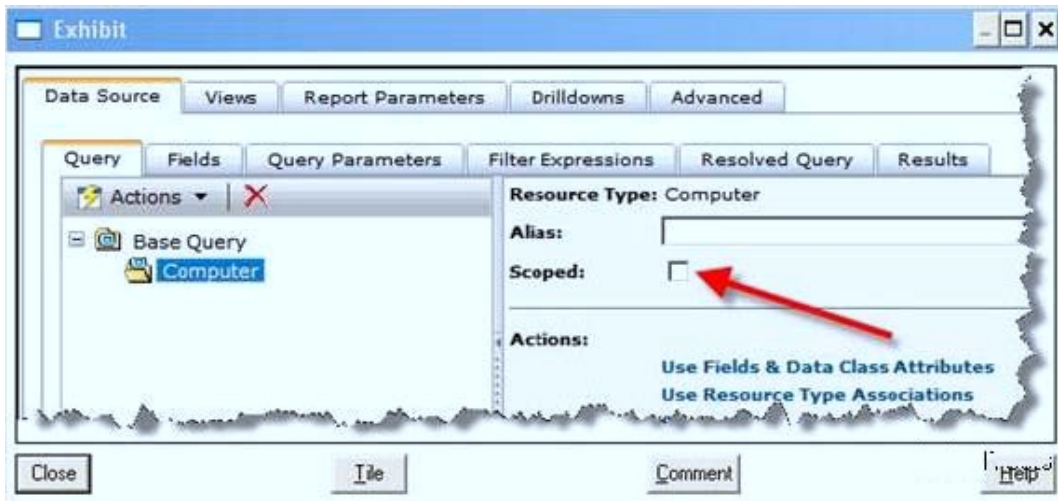 Exhibit
Data Source Views Report Parameters Drilldowns Advanced
Query Fields Query Parameters Filter Expressions Resolved Query Results
Actions
Resource Type: Computer
Base Query
Alias:
Computer
Scoped:
Actions:
Use Fields & Data Class Attributes
Use Resource Type Associations
Close Tile Comment Help